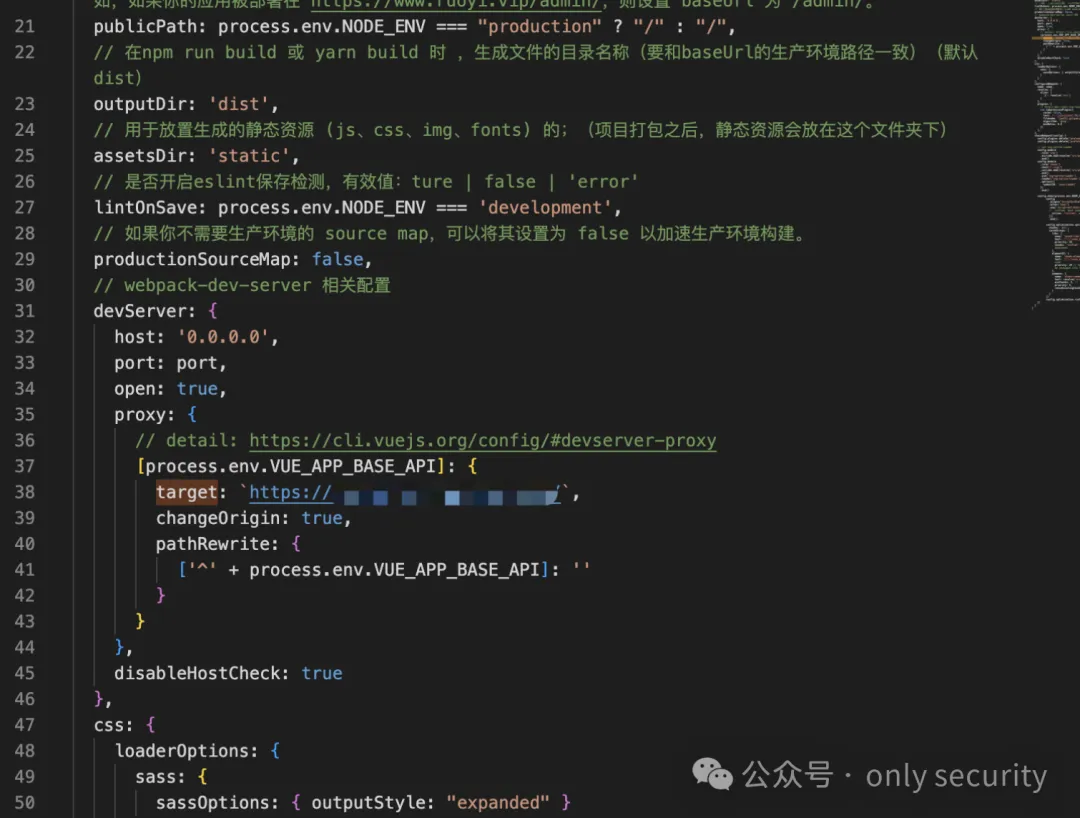 如，如果你的应用被部署在 https://www.ruoyi.vip/admin/，则设置 baseUrl 为 /admin/。
21 publicPath: process.env.NODE_ENV === "production" ? "/" : "/",
22 // 在npm run build 或 yarn build 时 ，生成文件的目录名称（要和baseUrl的生产环境路径一致）（默认
dist）
23 outputDir: 'dist',
24 // 用于放置生成的静态资源 (js、css、img、fonts) 的；（项目打包之后，静态资源会放在这个文件夹下）
25 assetsDir: 'static',
26 // 是否开启eslint保存检测，有效值：ture | false | 'error'
27 lintOnSave: process.env.NODE_ENV === 'development',
28 // 如果你不需要生产环境的 source map，可以将其设置为 false 以加速生产环境构建。
29 productionSourceMap: false,
30 // webpack-dev-server 相关配置
31 devServer: {
32 host: '0.0.0.0',
33 port: port,
34 open: true,
35 proxy: {
36 // detail: https://cli.vuejs.org/config/#devserver-proxy
37 [process.env.VUE_APP_BASE_API]: {
38 target: `https:// /`,
39 changeOrigin: true,
40 pathRewrite: {
41 ['^' + process.env.VUE_APP_BASE_API]: ''
42 }
43 }
44 },
45 disableHostCheck: true
46 },
47 css: {
48 loaderOptions: {
49 sass: {
50 sassOptions: { outputStyle: "expanded" }
公众号 · only security